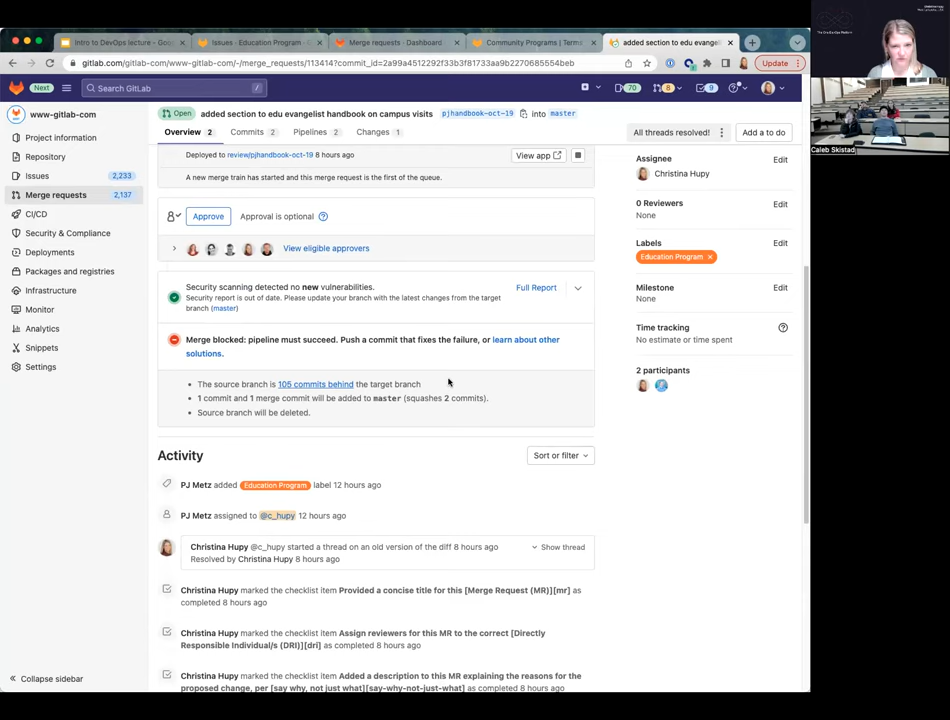 Intro to DevOps lecture – Goo
Issues · Education Program · G
Merge requests · Dashboard ·
Community Programs | Terms
added section to edu evangeli
gitlab.com/gitlab-com/www-gitlab-com/-/merge_requests/113414?commit_id=2a99a4512292f33b3f81733aa9b2270685554beb
Update
Next
Search GitLab
/
70
8
9
www-gitlab-com
Project information
Repository
Issues 2,233
Merge requests 2,137
CI/CD
Security & Compliance
Deployments
Packages and registries
Infrastructure
Monitor
Analytics
Snippets
Settings
Collapse sidebar
Open added section to edu evangelist handbook on campus visits pjhandbook-oct-19 into master
Overview 2 Commits 2 Pipelines 2 Changes 1
All threads resolved! Add a to do
Deployed to review/pjhandbook-oct-19 8 hours ago
View app
A new merge train has started and this merge request is the first of the queue.
Approve Approval is optional
View eligible approvers
Security scanning detected no new vulnerabilities.
Security report is out of date. Please update your branch with the latest changes from the target
branch (master)
Full Report
Merge blocked: pipeline must succeed. Push a commit that fixes the failure, or learn about other
solutions.
The source branch is 105 commits behind the target branch
1 commit and 1 merge commit will be added to master (squashes 2 commits).
Source branch will be deleted.
Activity
Sort or filter
PJ Metz added Education Program label 12 hours ago
PJ Metz assigned to @c_hupy 12 hours ago
Christina Hupy @c_hupy started a thread on an old version of the diff 8 hours ago
Show thread
Resolved by Christina Hupy 8 hours ago
Christina Hupy marked the checklist item Provided a concise title for this [Merge Request (MR)][mr] as
completed 8 hours ago
Christina Hupy marked the checklist item Assign reviewers for this MR to the correct [Directly
Responsible Individual/s (DRI)][dri] as completed 8 hours ago
Christina Hupy marked the checklist item Added a description to this MR explaining the reasons for the
proposed change, per [say why, not just what][say-why-not-just-what] as completed 8 hours ago
Assignee Edit
Christina Hupy
0 Reviewers Edit
None
Labels Edit
Education Program
Milestone Edit
None
Time tracking
No estimate or time spent
2 participants
Caleb Skistad